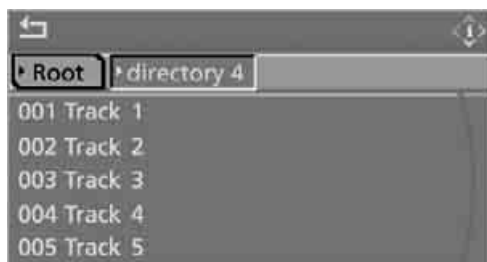 Root directory 4
001 Track 1
002 Track 2
003 Track 3
004 Track 4
005 Track 5